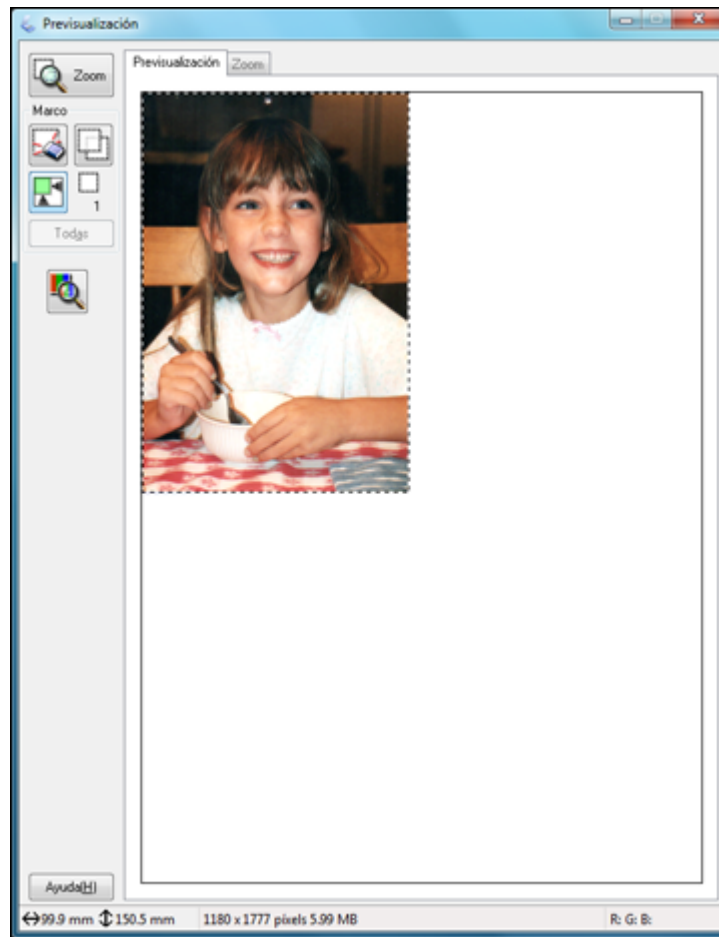 Previsualización
Previsualización Zoom
Zoom
Marco
1
Todas
Ayuda(H)
99.9 mm 150.5 mm 1180 x 1777 píxels 5.99 MB R: G: B: